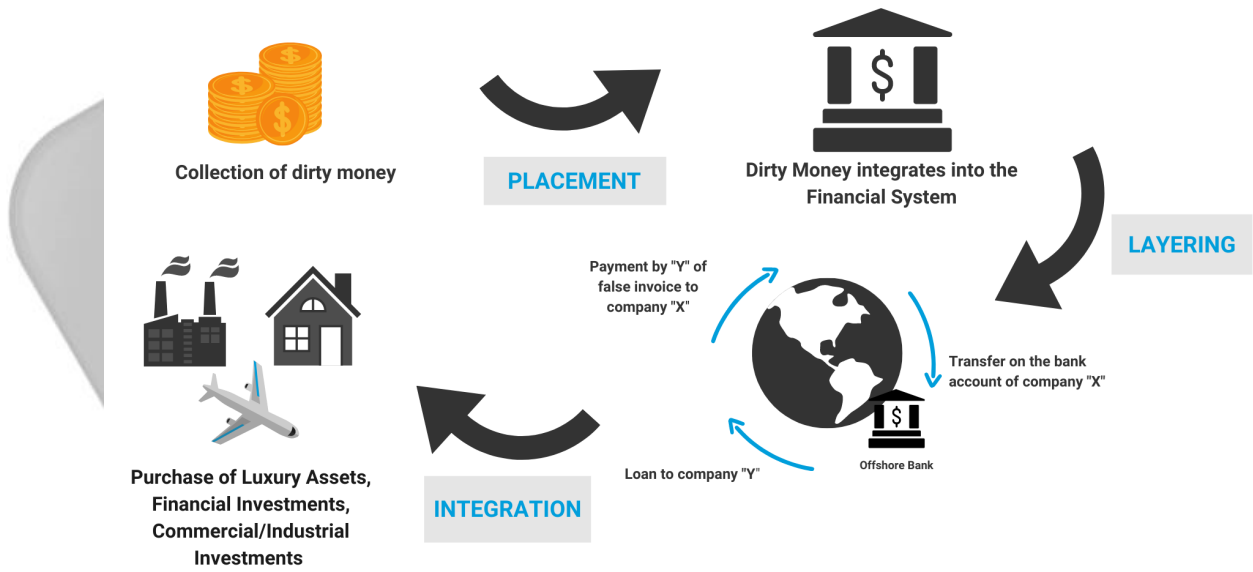 Collection of dirty money
PLACEMENT
Dirty Money integrates into the
Financial System
LAYERING
Payment by "Y" of
false invoice to
company "X"
Transfer on the bank
account of company "X"
Offshore Bank
Loan to company "Y"
INTEGRATION
Purchase of Luxury Assets,
Financial Investments,
Commercial/Industrial
Investments